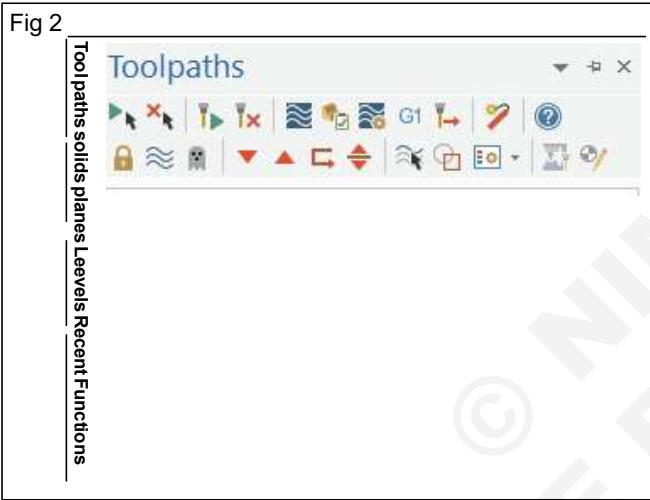 Fig 2
Toolpaths
G1
Tool paths solids planes Leevels Recent Functions
©